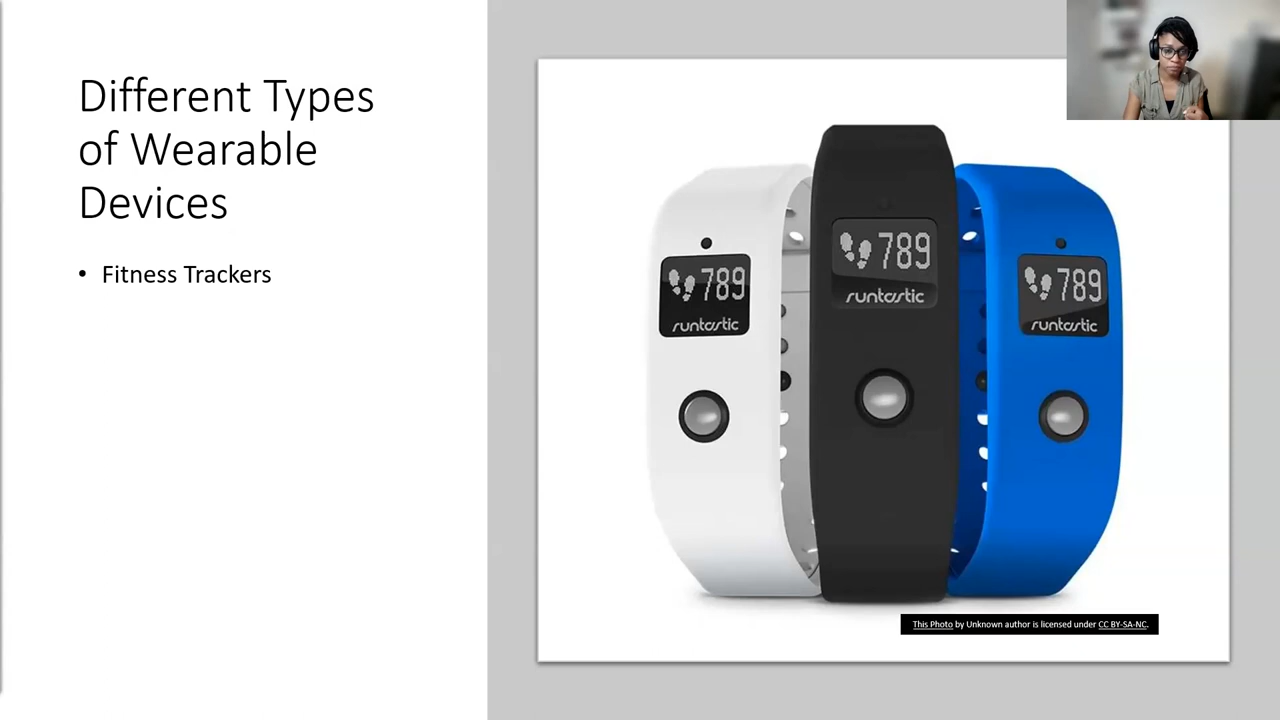 Different Types
of Wearable
Devices
• Fitness Trackers
789
runtastic
789
runtastic
789
runtastic
This Photo by Unknown author is licensed under CC BY-SA-NC.